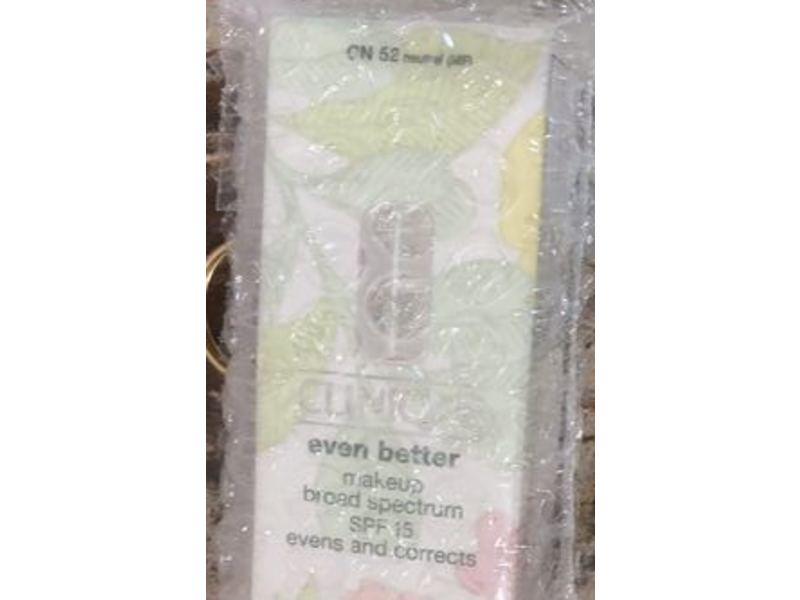 CN 52 neutral (MF)
CLINIQUE
even better
makeup
broad spectrum
SPF 15
evens and corrects